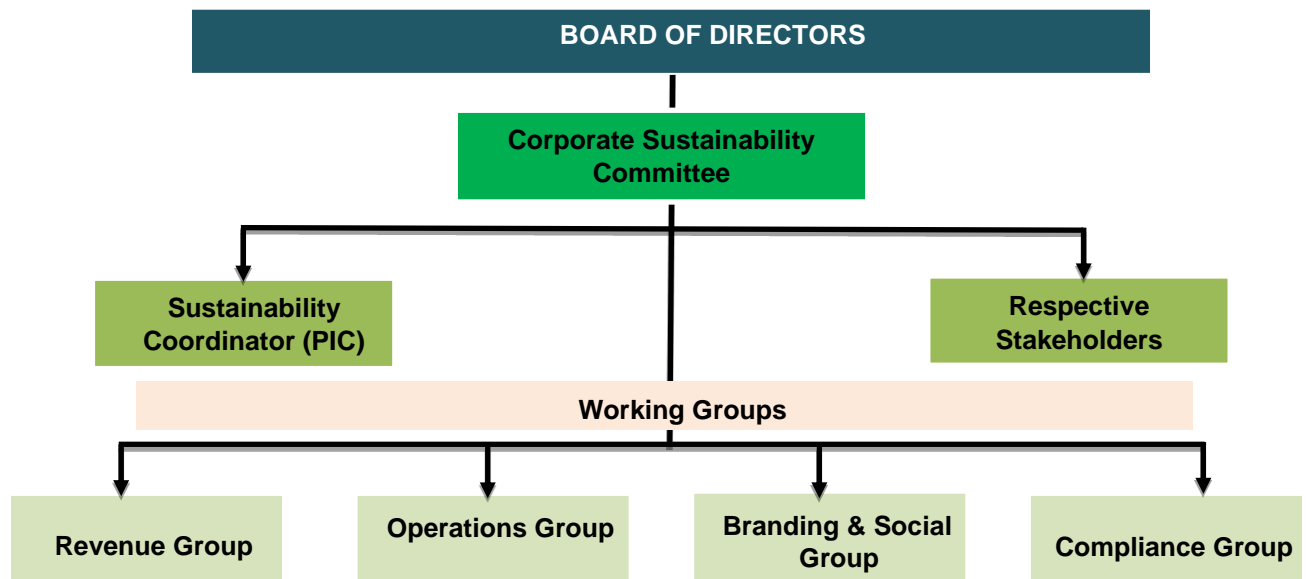 BOARD OF DIRECTORS
Corporate Sustainability
Committee
Sustainability
Coordinator (PIC)
Respective
Stakeholders
Working Groups
Revenue Group
Operations Group
Branding & Social
Group
Compliance Group